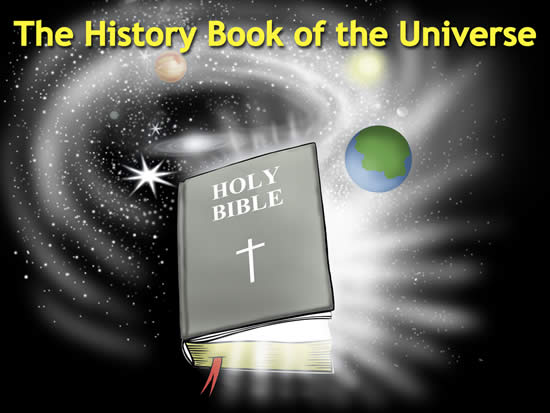 The History Book of the Universe
HOLY
BIBLE